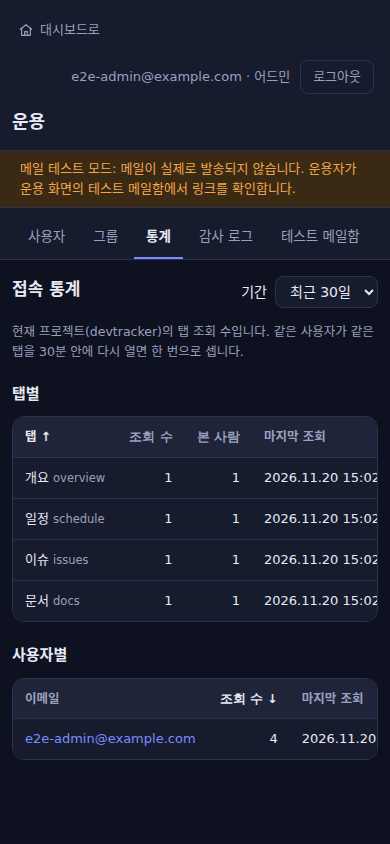 대시보드로
e2e-admin@example.com · 어드민 로그아웃
운용
메일 테스트 모드: 메일이 실제로 발송되지 않습니다. 운용자가
운용 화면의 테스트 메일함에서 링크를 확인합니다.
사용자 그룹 통계 감사 로그 테스트 메일함
접속 통계 기간 최근 30일
현재 프로젝트(devtracker)의 탭 조회 수입니다. 같은 사용자가 같은
탭을 30분 안에 다시 열면 한 번으로 셉니다.
탭별
탭 ↑ 조회 수 본 사람 마지막 조회
개요 overview 1 1 2026.11.20 15:02
일정 schedule 1 1 2026.11.20 15:02
이슈 issues 1 1 2026.11.20 15:02
문서 docs 1 1 2026.11.20 15:02
사용자별
이메일 조회 수 ↓ 마지막 조회
e2e-admin@example.com 4 2026.11.20